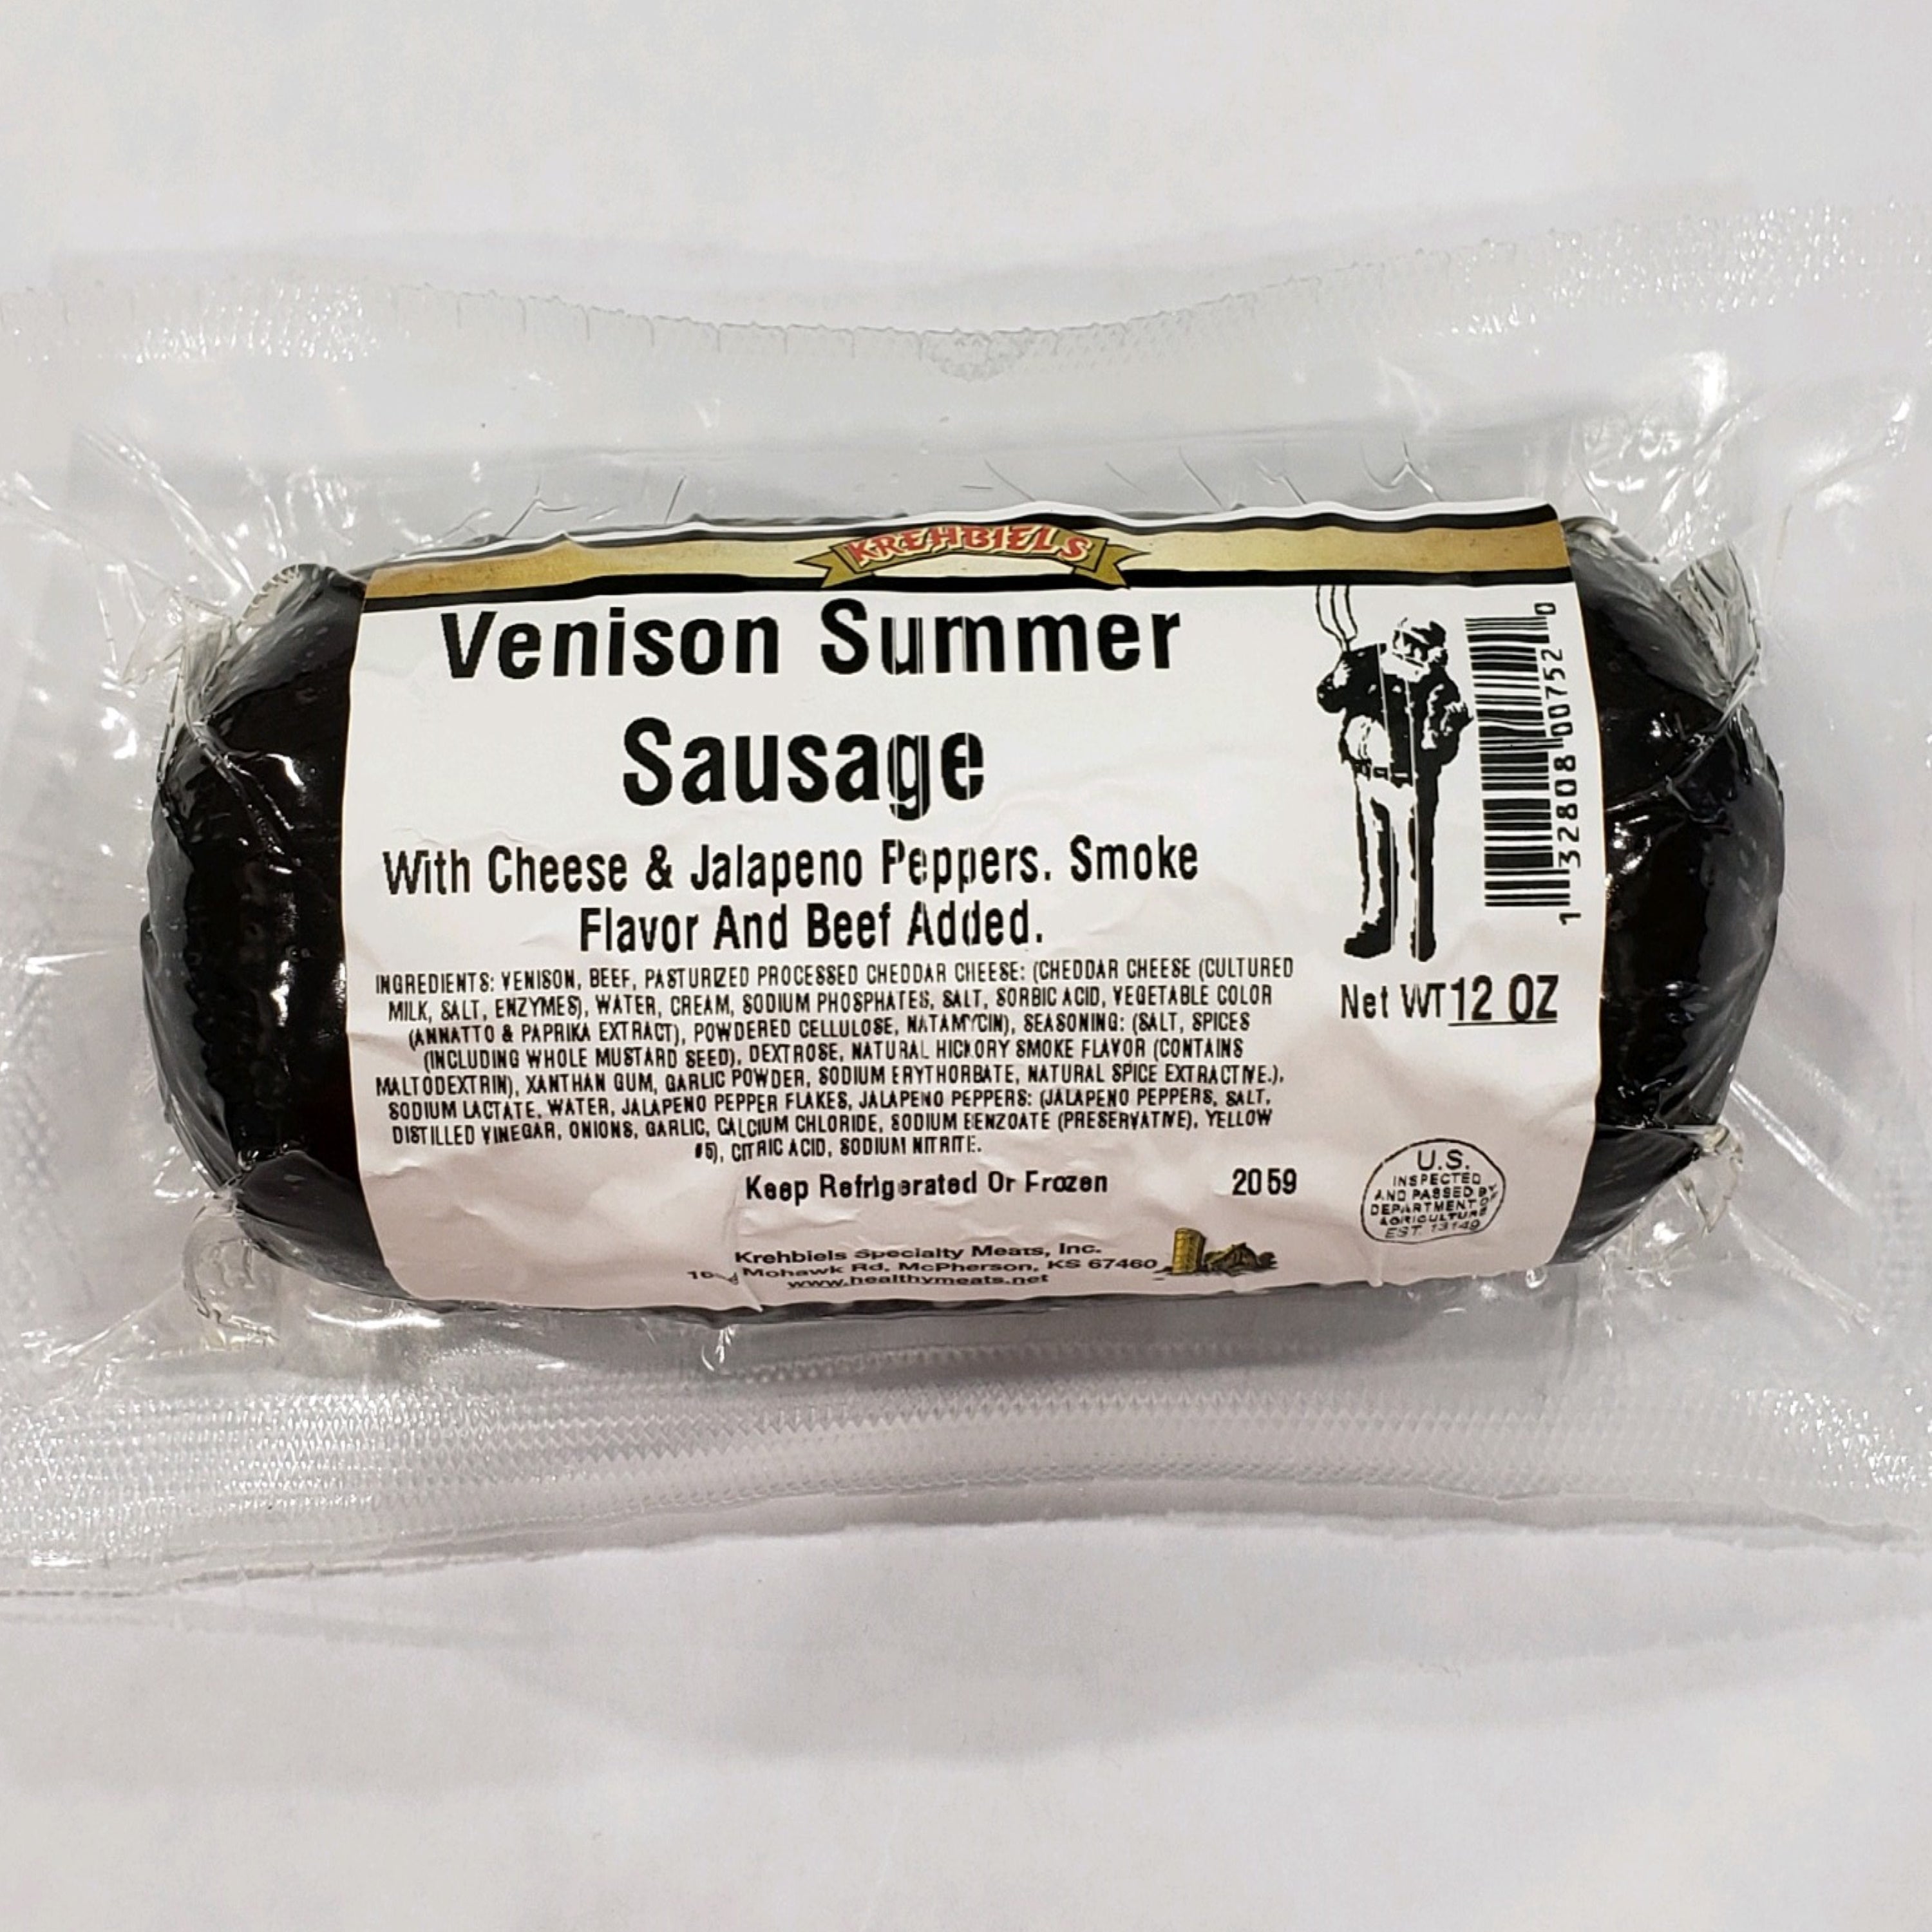 KREHBIELS
Venison Summer
Sausage
With Cheese & Jalapeno Peppers. Smoke
Flavor And Beef Added.
INGREDIENTS: VENISON, BEEF, PASTURIZED PROCESSED CHEDDAR CHEESE: (CHEDDAR CHEESE (CULTURED
MILK, SALT, ENZYMES), WATER, CREAM, SODIUM PHOSPHATES, SALT, SORBIC ACID, VEGETABLE COLOR
(ANNATTO & PAPRIKA EXTRACT), POWDERED CELLULOSE, NATAMYCIN), SEASONING: (SALT, SPICES
(INCLUDING WHOLE MUSTARD SEED), DEXTROSE, NATURAL HICKORY SMOKE FLAVOR (CONTAINS
MALTODEXTRIN), XANTHAN GUM, GARLIC POWDER, SODIUM ERYTHORBATE, NATURAL SPICE EXTRACTIVE.),
SODIUM LACTATE, WATER, JALAPENO PEPPER FLAKES, JALAPENO PEPPERS: (JALAPENO PEPPERS, SALT,
DISTILLED VINEGAR, ONIONS, GARLIC, CALCIUM CHLORIDE, SODIUM BENZOATE (PRESERVATIVE), YELLOW
#5), CITRIC ACID, SODIUM NITRITE.
Keep Refrigerated Or Frozen
2059
Krehbiels Specialty Meats, Inc.
Mohawk Rd, McPherson, KS 67460
www.healthymeats.net
1 32808 00752 0
Net WT 12 OZ
U.S.
INSPECTED
AND PASSED BY
DEPARTMENT OF
AGRICULTURE
EST. 13149